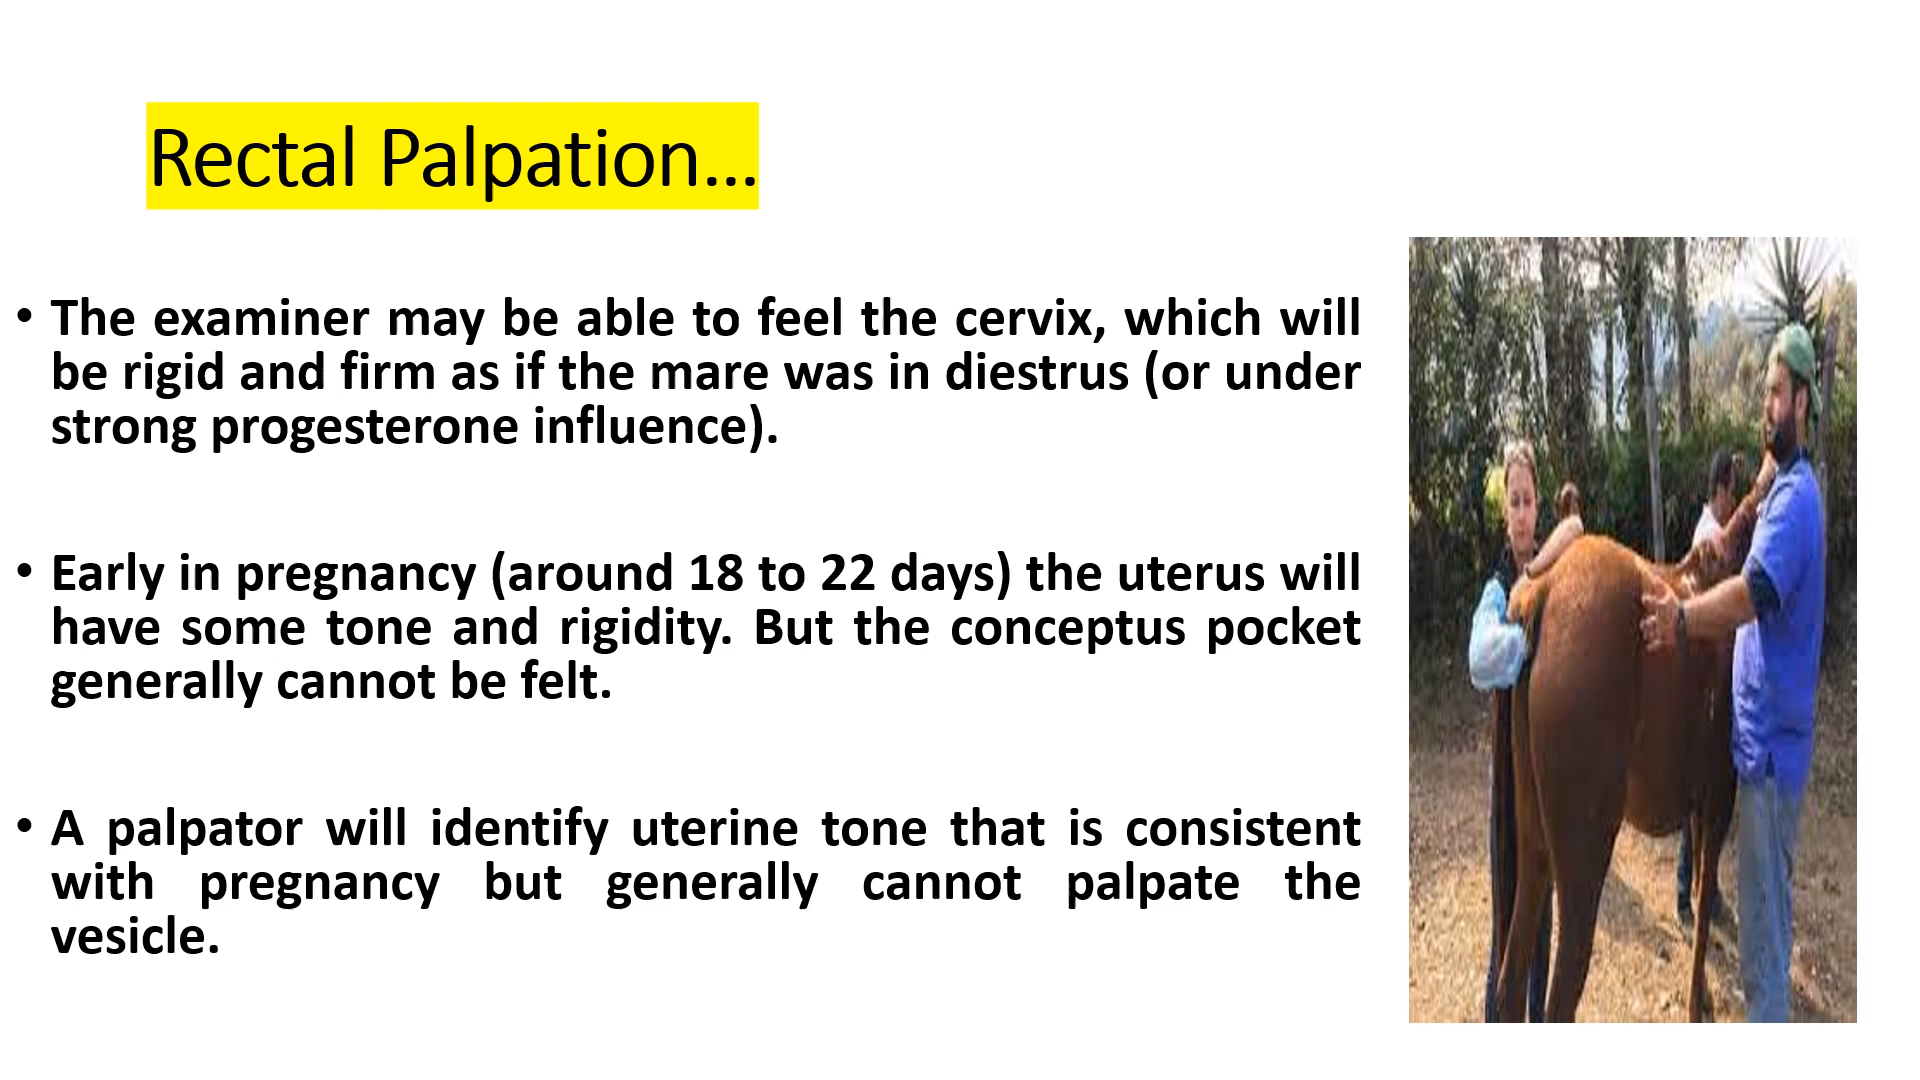 Rectal Palpation...
• The examiner may be able to feel the cervix, which will
be rigid and firm as if the mare was in diestrus (or under
strong progesterone influence).
• Early in pregnancy (around 18 to 22 days) the uterus will
have some tone and rigidity. But the conceptus pocket
generally cannot be felt.
• A palpator will identify uterine tone that is consistent
with pregnancy but generally cannot palpate the
vesicle.